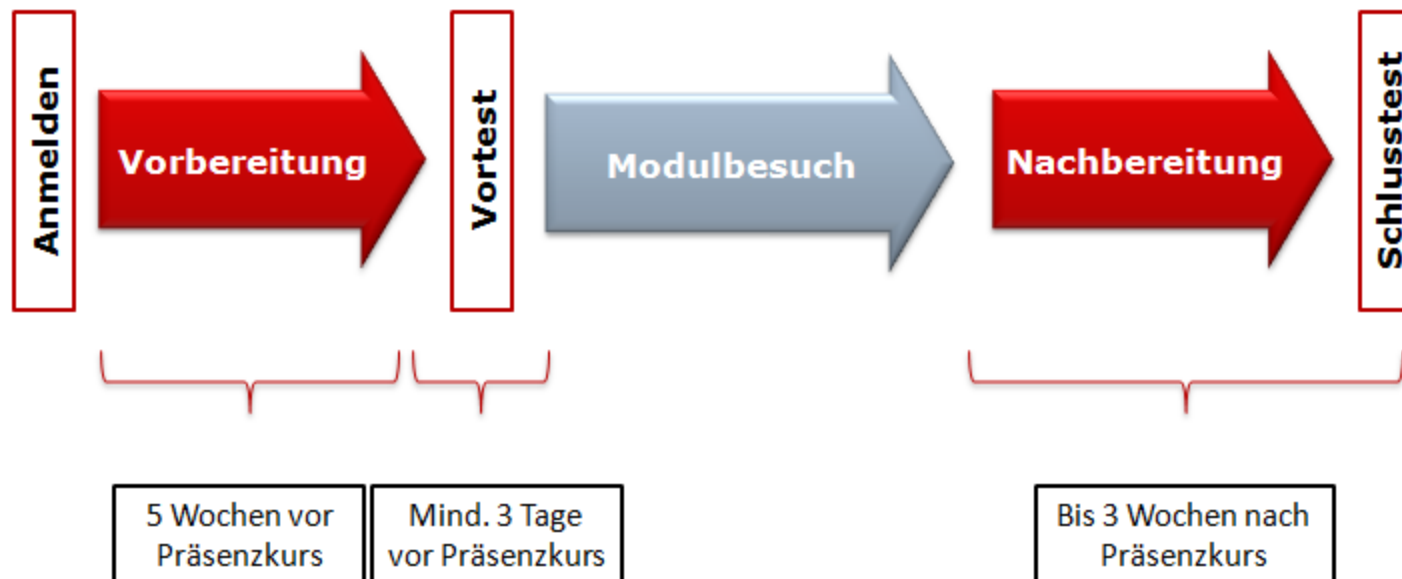 Anmelden
Vorbereitung
Vortest
Modulbesuch
Nachbereitung
Schlusstest
5 Wochen vor
Präsenzkurs
Mind. 3 Tage
vor Präsenzkurs
Bis 3 Wochen nach
Präsenzkurs